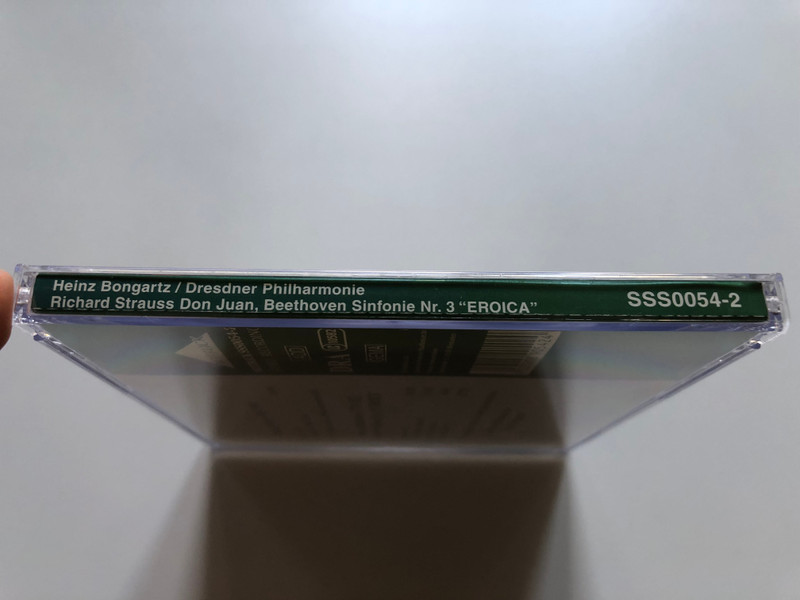 Heinz Bongartz / Dresdner Philharmonie
Richard Strauss Don Juan, Beethoven Sinfonie Nr. 3 “EROICA”
SSS0054-2